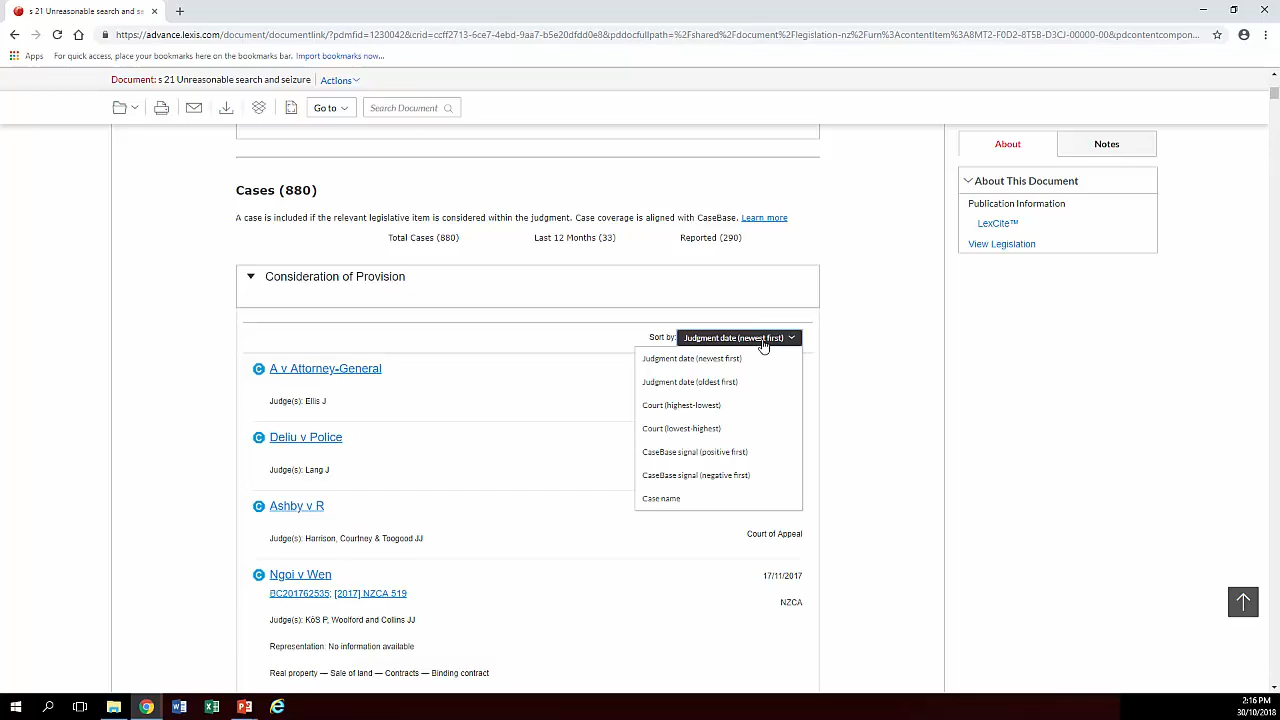 s 21 Unreasonable search and se
https://advance.lexis.com/document/documentlink/?pdmfid=1230042&crid=ccff2713-6ce7-4ebd-9aa7-b5e20dfdd0e8&pddocfullpath=%2Fshared%2Fdocument%2Flegislation-nz%2Furn%3AcontentItem%3A8MT2-F0D2-8T5B-D3CJ-00000-00&pdcontentcompon...
Apps For quick access, place your bookmarks here on the bookmarks bar. Import bookmarks now...
Document: s 21 Unreasonable search and seizure Actions
Go to Search Document
About Notes
About This Document
Publication Information
LexCite™
View Legislation
Cases (880)
A case is included if the relevant legislative item is considered within the judgment. Case coverage is aligned with CaseBase. Learn more
Total Cases (880) Last 12 Months (33) Reported (290)
Consideration of Provision
Sort by: Judgment date (newest first)
Judgment date (newest first)
Judgment date (oldest first)
Court (highest-lowest)
Court (lowest-highest)
CaseBase signal (positive first)
CaseBase signal (negative first)
Case name
C A v Attorney-General
Judge(s): Ellis J
C Deliu v Police
Judge(s): Lang J
C Ashby v R
Court of Appeal
Judge(s): Harrison, Courtney & Toogood JJ
C Ngoi v Wen 17/11/2017
BC201762535; [2017] NZCA 519
NZCA
Judge(s): KôS P, Woolford and Collins JJ
Representation: No information available
Real property — Sale of land — Contracts — Binding contract
2:16 PM
30/10/2018